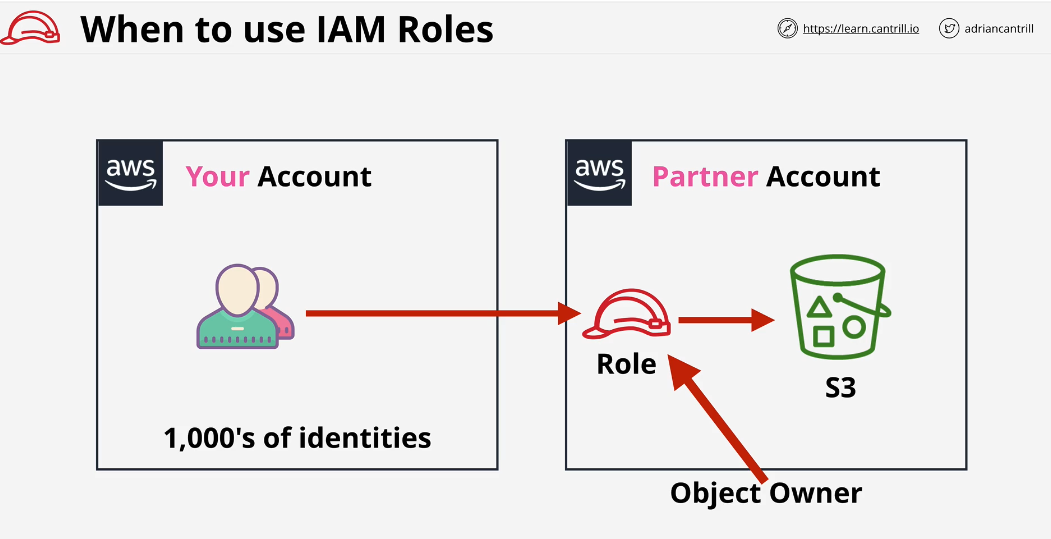 When to use IAM Roles
https://learn.cantrill.io
adriancantrill
aws
Your Account
aws
Partner Account
Role
S3
1,000's of identities
Object Owner